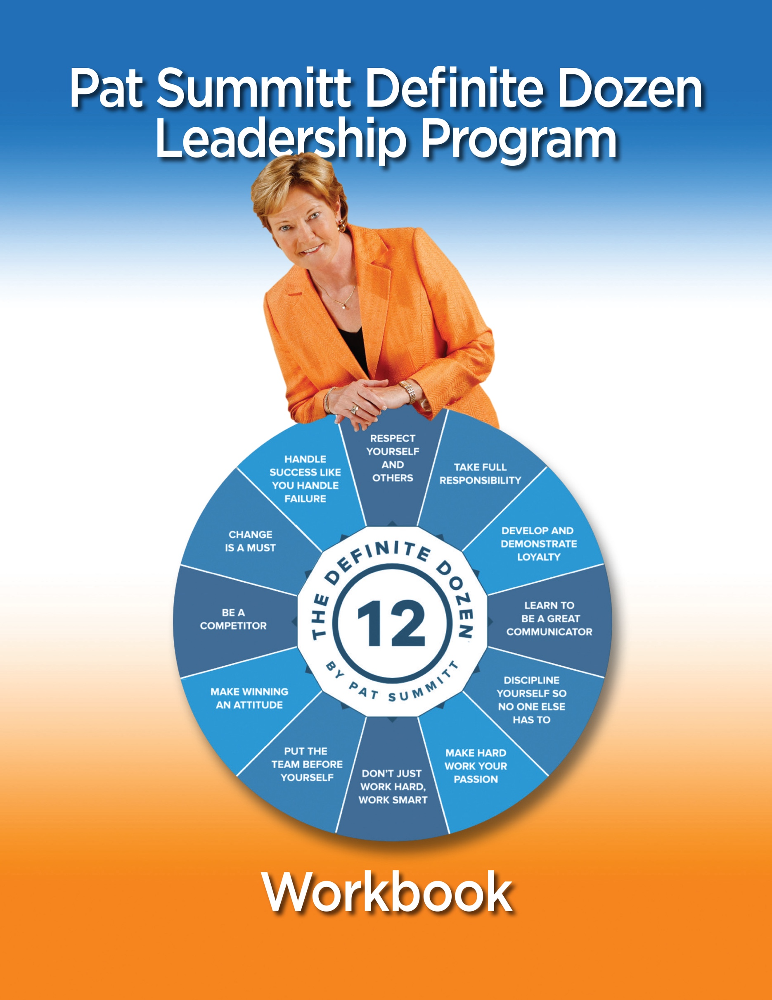 Pat Summitt Definite Dozen
Leadership Program
RESPECT
YOURSELF
AND
OTHERS
TAKE FULL
RESPONSIBILITY
DEVELOP AND
DEMONSTRATE
LOYALTY
LEARN TO
BE A GREAT
COMMUNICATOR
DISCIPLINE
YOURSELF SO
NO ONE ELSE
HAS TO
MAKE HARD
WORK YOUR
PASSION
DON'T JUST
WORK HARD,
WORK SMART
PUT THE
TEAM BEFORE
YOURSELF
MAKE WINNING
AN ATTITUDE
BE A
COMPETITOR
CHANGE
IS A MUST
HANDLE
SUCCESS LIKE
YOU HANDLE
FAILURE
THE DEFINITE DOZEN
12
BY PAT SUMMITT
Workbook